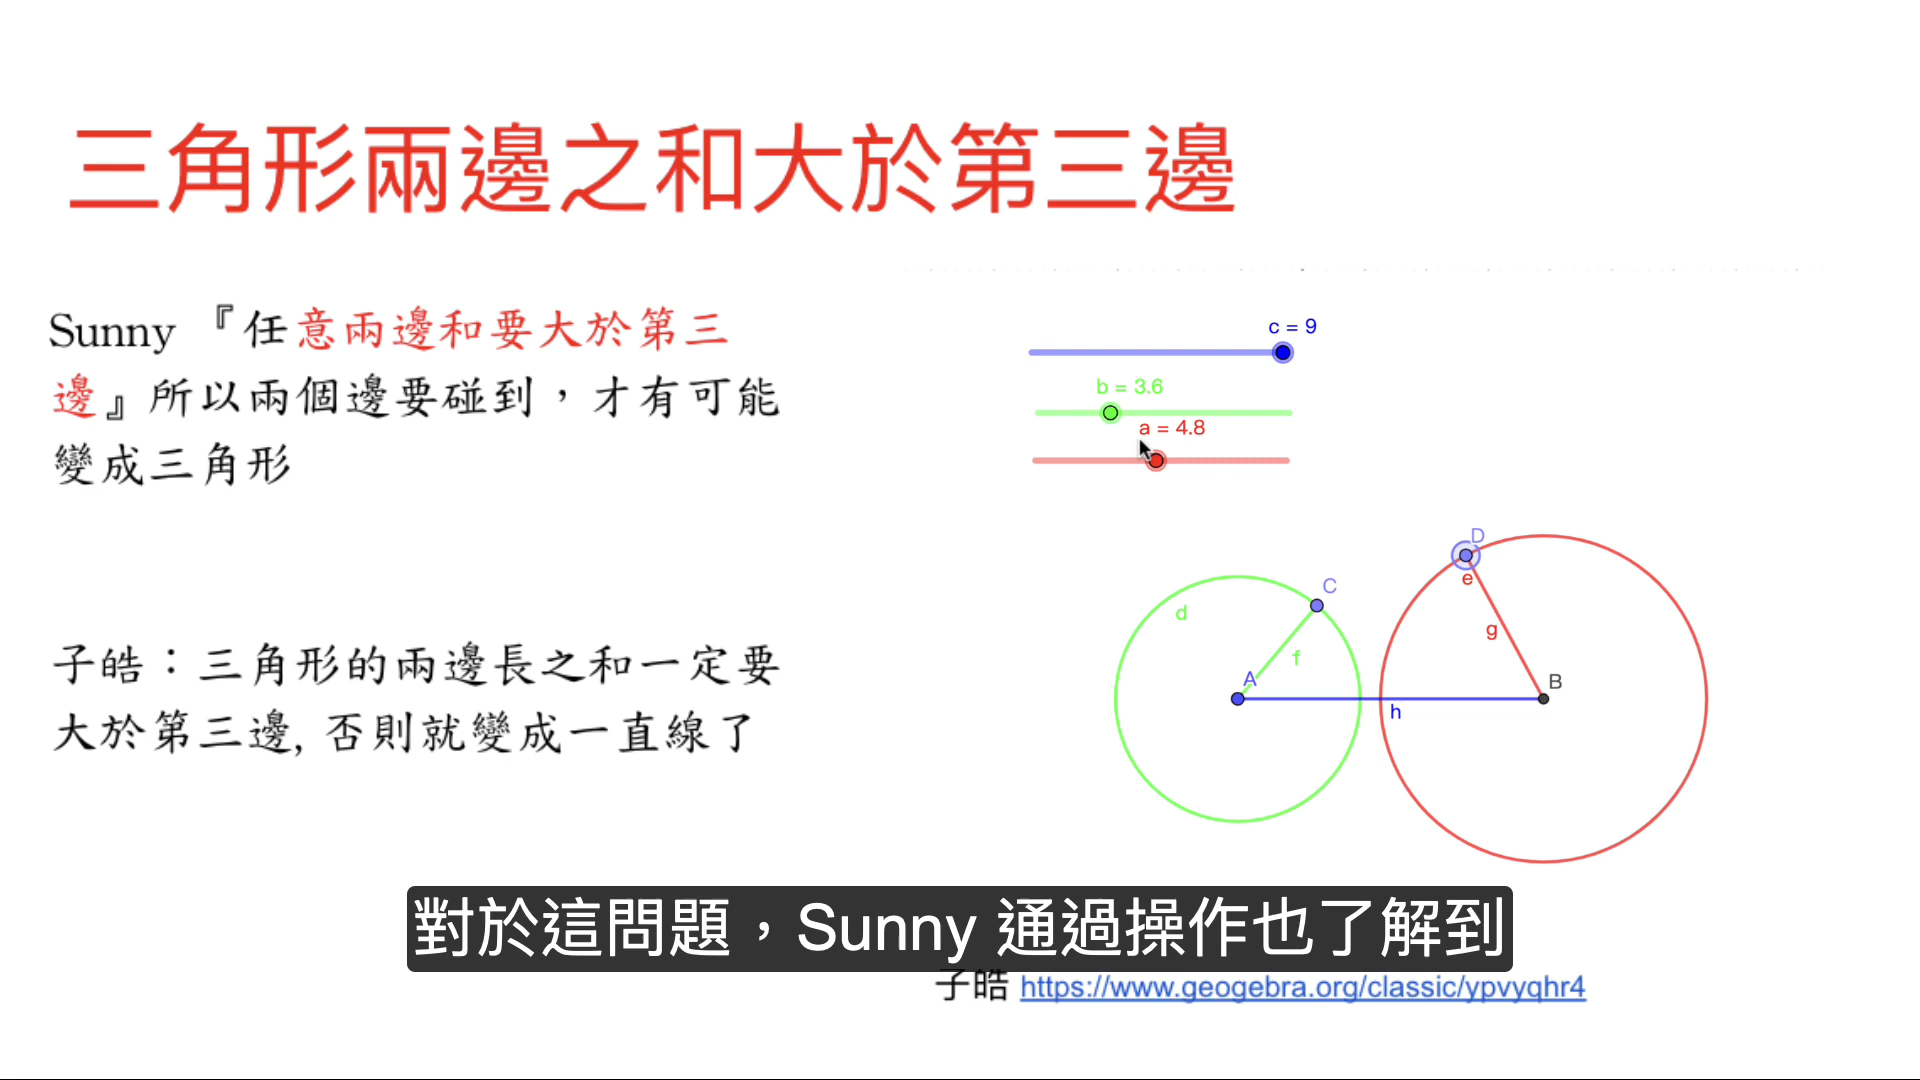 三角形兩邊之和大於第三邊
Sunny 『任意兩邊和要大於第三
邊』所以兩個邊要碰到，才有可能
變成三角形
子皓：三角形的兩邊長之和一定要
大於第三邊, 否則就變成一直線了
c = 9
b = 3.6
a = 4.8
D
e
C
d
g
f
A
B
h
對於這問題，Sunny 通過操作也了解到
子皓 https://www.geogebra.org/classic/ypvyqhr4